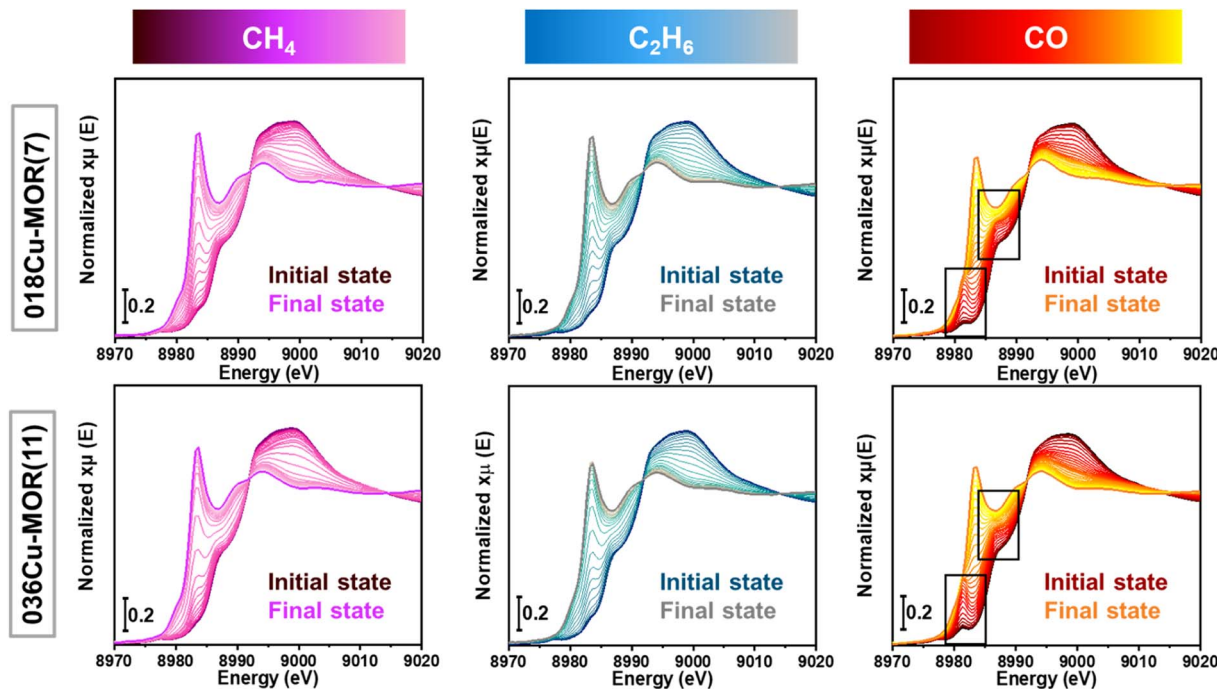 CH₄
C₂H₆
CO
018Cu-MOR(7)
Normalized xμ (E)
0.2
Initial state
Final state
8970 8980 8990 9000 9010 9020
Energy (eV)
Normalized xμ(E)
0.2
Initial state
Final state
8970 8980 8990 9000 9010 9020
Energy (eV)
Normalized xμ(E)
0.2
Initial state
Final state
8970 8980 8990 9000 9010 9020
Energy (eV)
036Cu-MOR(11)
Normalized xμ (E)
0.2
Initial state
Final state
8970 8980 8990 9000 9010 9020
Energy (eV)
Normalized xμ (E)
0.2
Initial state
Final state
8970 8980 8990 9000 9010 9020
Energy (eV)
Normalized xμ(E)
0.2
Initial state
Final state
8970 8980 8990 9000 9010 9020
Energy (eV)